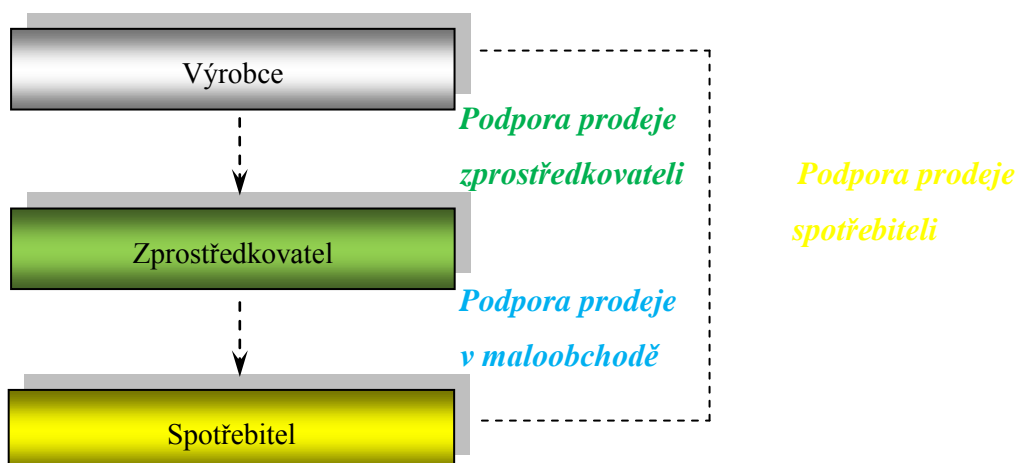 Výrobce
Podpora prodeje
zprostředkovateli
Podpora prodeje
spotřebiteli
Zprostředkovatel
Podpora prodeje
v maloobchodě
Spotřebitel